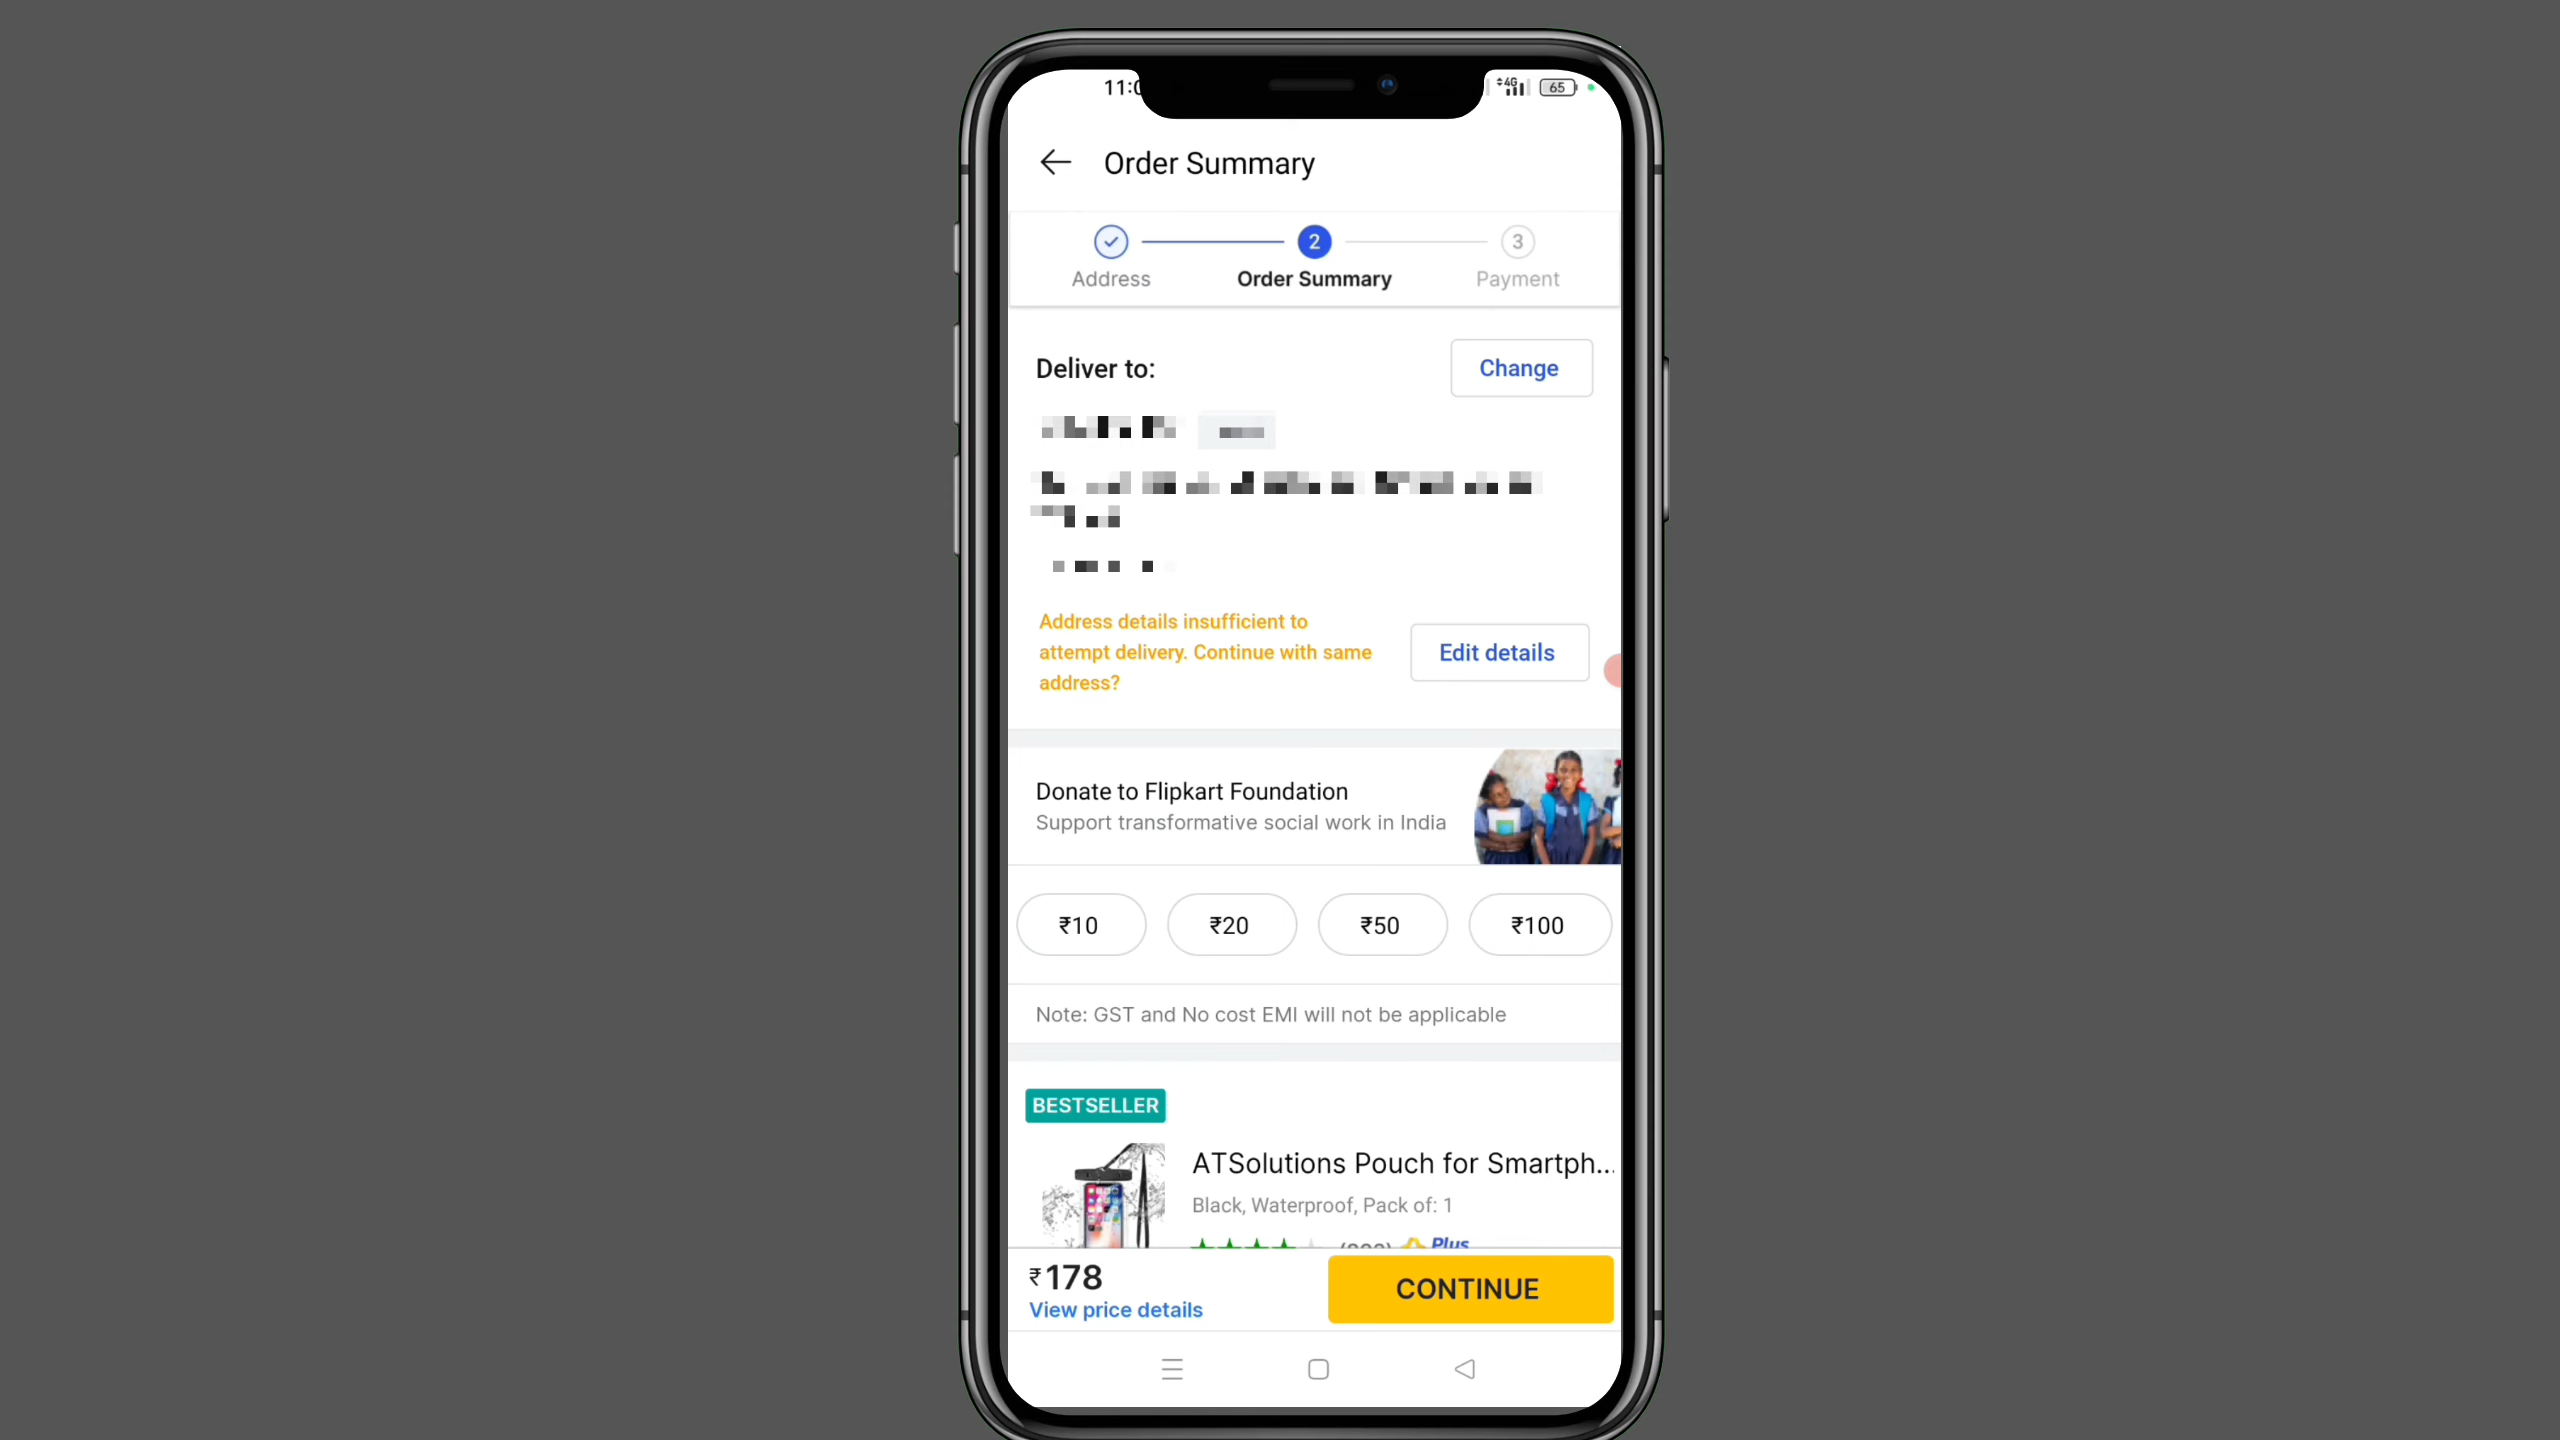 11:0
4G
65
Order Summary
2
3
Address
Order Summary
Payment
Deliver to:
Change
Address details insufficient to
attempt delivery. Continue with same
address?
Edit details
Donate to Flipkart Foundation
Support transformative social work in India
₹10
₹20
₹50
₹100
Note: GST and No cost EMI will not be applicable
BESTSELLER
ATSolutions Pouch for Smartph...
Black, Waterproof, Pack of: 1
Plus
₹178
View price details
CONTINUE